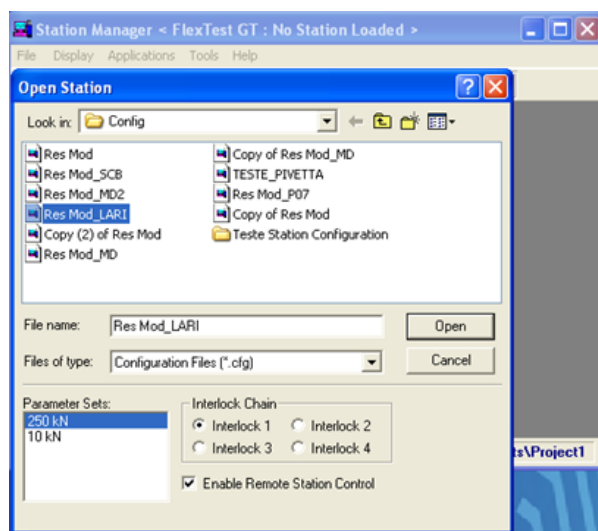 Station Manager < FlexTest GT : No Station Loaded >
File Display Applications Tools Help
Open Station
Look in: Config
Res Mod
Res Mod_SCB
Res Mod_MD2
Res Mod_LARI
Copy (2) of Res Mod
Res Mod_MD
Copy of Res Mod_MD
TESTE_PIVETTA
Res Mod_P07
Copy of Res Mod
Teste Station Configuration
File name: Res Mod_LARI
Open
Files of type: Configuration Files (*.cfg)
Cancel
Parameter Sets:
250 kN
10 kN
Interlock Chain
Interlock 1 Interlock 2
Interlock 3 Interlock 4
Enable Remote Station Control
ts\Project1